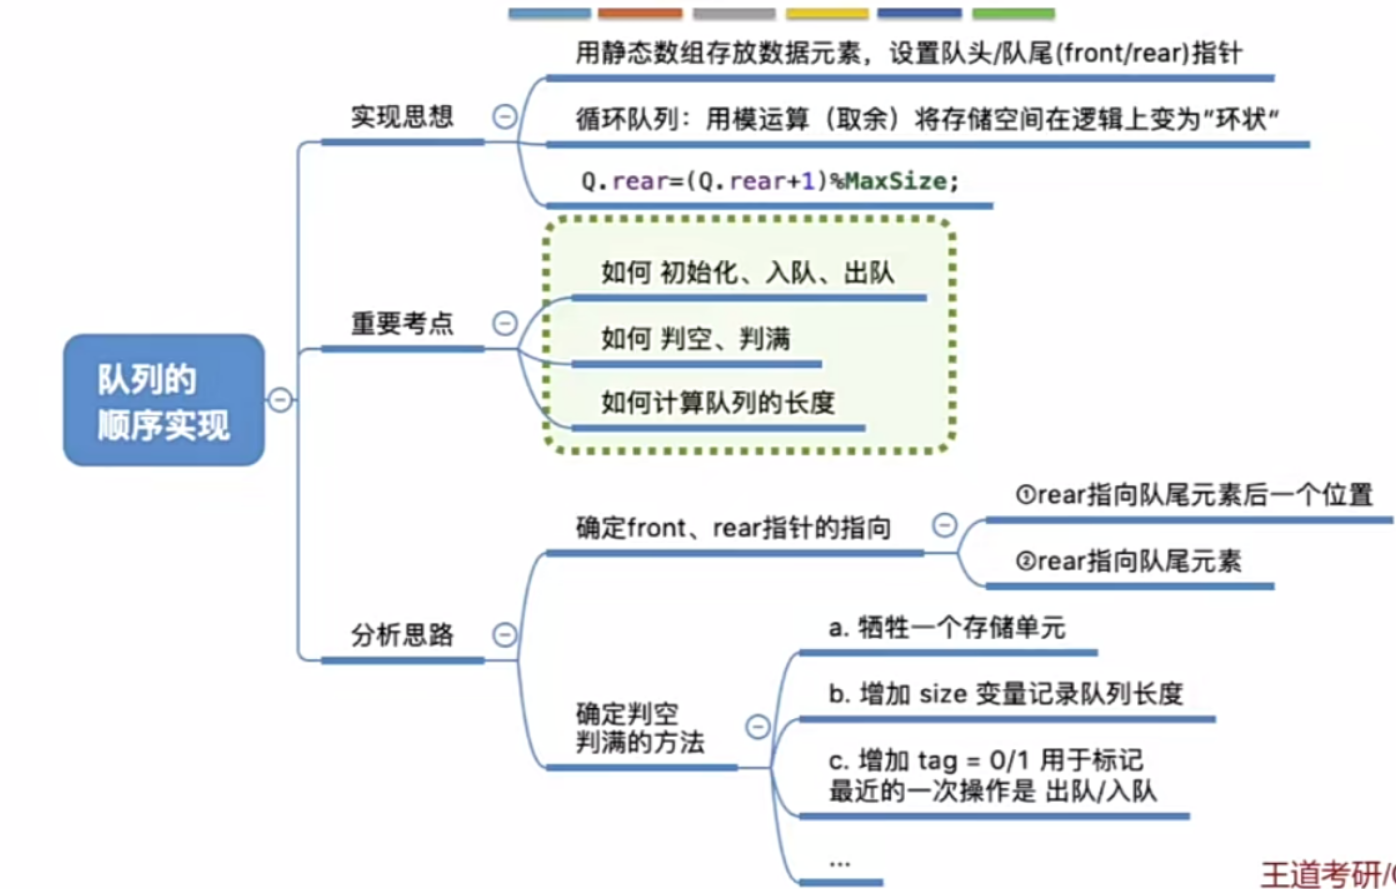 用静态数组存放数据元素，设置队头/队尾(front/rear)指针
实现思想
循环队列：用模运算（取余）将存储空间在逻辑上变为”环状“
Q.rear=(Q.rear+1)%MaxSize;
如何 初始化、入队、出队
重要考点
如何 判空、判满
队列的
顺序实现
如何计算队列的长度
①rear指向队尾元素后一个位置
确定front、rear指针的指向
②rear指向队尾元素
分析思路
a. 牺牲一个存储单元
b. 增加 size 变量记录队列长度
确定判空
判满的方法
c. 增加 tag = 0/1 用于标记
最近的一次操作是 出队/入队
...
王道考研/